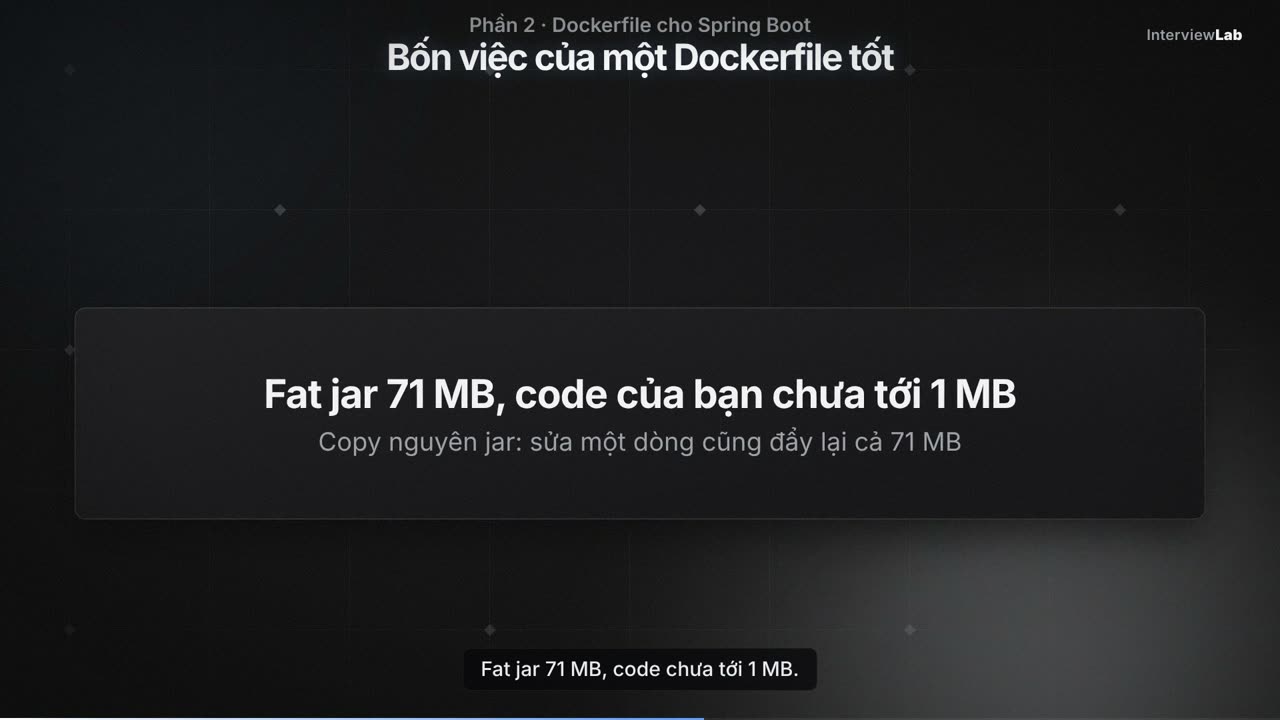 Phần 2 · Dockerfile cho Spring Boot
InterviewLab
Bốn việc của một Dockerfile tốt
Fat jar 71 MB, code của bạn chưa tới 1 MB
Copy nguyên jar: sửa một dòng cũng đẩy lại cả 71 MB
Fat jar 71 MB, code chưa tới 1 MB.